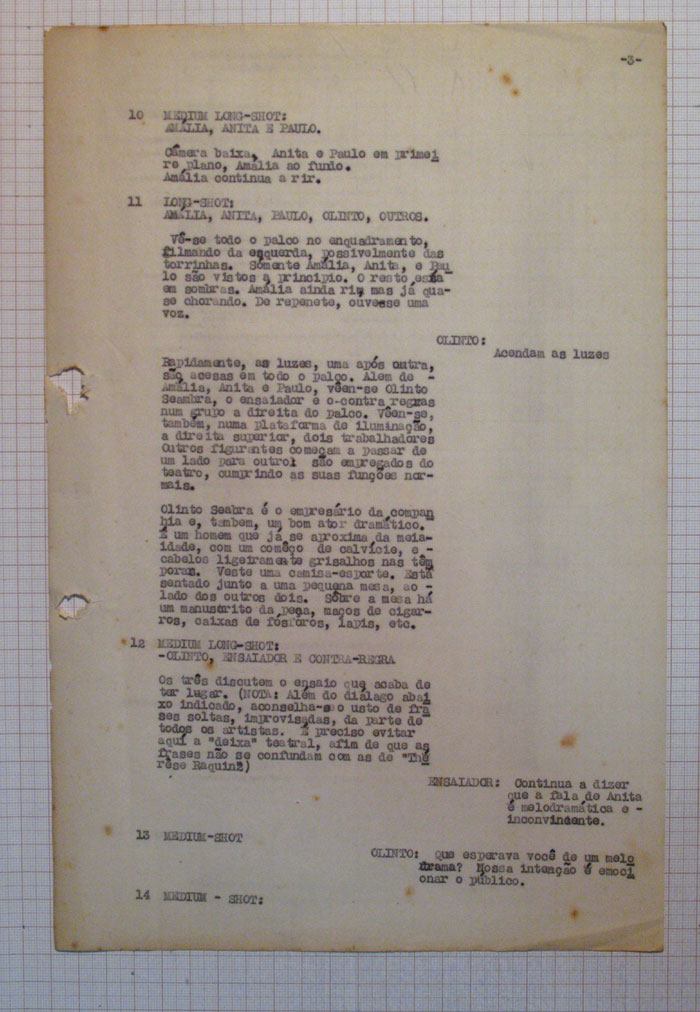 -3-
10 MEDIUM LONG-SHOT:
AMÁLIA, ANITA E PAULO.
Câmera baixa, Anita e Paulo em primei
ro plano, Amália ao fundo.
Amália continua a rir.
11 LONG-SHOT:
AMÁLIA, ANITA, PAULO, OLINTO, OUTROS.
Vê-se todo o palco no enquadramento,
filmando da esquerda, possivelmente das
torrinhas. Sòmente Amália, Anita, e Pau
lo são vistos a principio. O resto está
em sombras. Amália ainda ri, mas já qua-
se chorando. De repenete, ouvesse uma
voz.
OLINTO:
Acendam as luzes
Rapidamente, as luzes, uma após outra,
são acesas em todo o palco. Alem de -
Amália, Anita e Paulo, vêen-se Olinto
Seambra, o ensaiador e o-contra regras
num grupo a direita do palco. Vêen-se,
também, numa plataforma de iluminação,
a direita superior, dois trabalhadores
Outros figurantes começam a passar de
um lado para outro: são empregados do
teatro, cumprindo as suas funções nor-
mais.
Olinto Seabra é o empresário da compan
hia e, tambem, um bom ator dramático.
É um homem que já se aproxima da meia-
idade, com um comêço de calvície, e -
cabelos ligeiramente grisalhos nas têm
poras. Veste uma camisa-esporte. Está
sentado junto a uma pequena mesa, ao -
lado dos outros dois. Sôbre a mesa há
um manuscrito da peça, maços de cigar-
ros, caixas de fósforos, lapis, etc.
12 MEDIUM LONG-SHOT:
-OLINTO, ENSAIADOR E CONTRA-REGRA
Os três discutem o ensaio que acaba de
ter lugar. (NOTA: Além do diálago abai
xo indicado, aconselha-se o usto de fra
ses soltas, improvisadas, da parte de
todos os artistas. É preciso evitar
aqui a "deixa" teatral, afim de que as
frases não se confundam com as de "Thé
rèse Raquin2)
ENSAIADOR: Continua a dizer
que a fala de Anita
é melodramática e -
inconvindente.
13 MEDIUM-SHOT
OLINTO: Que esperava você de um melo
drama? Nossa intenção é emoci
onar o público.
14 MEDIUM - SHOT: